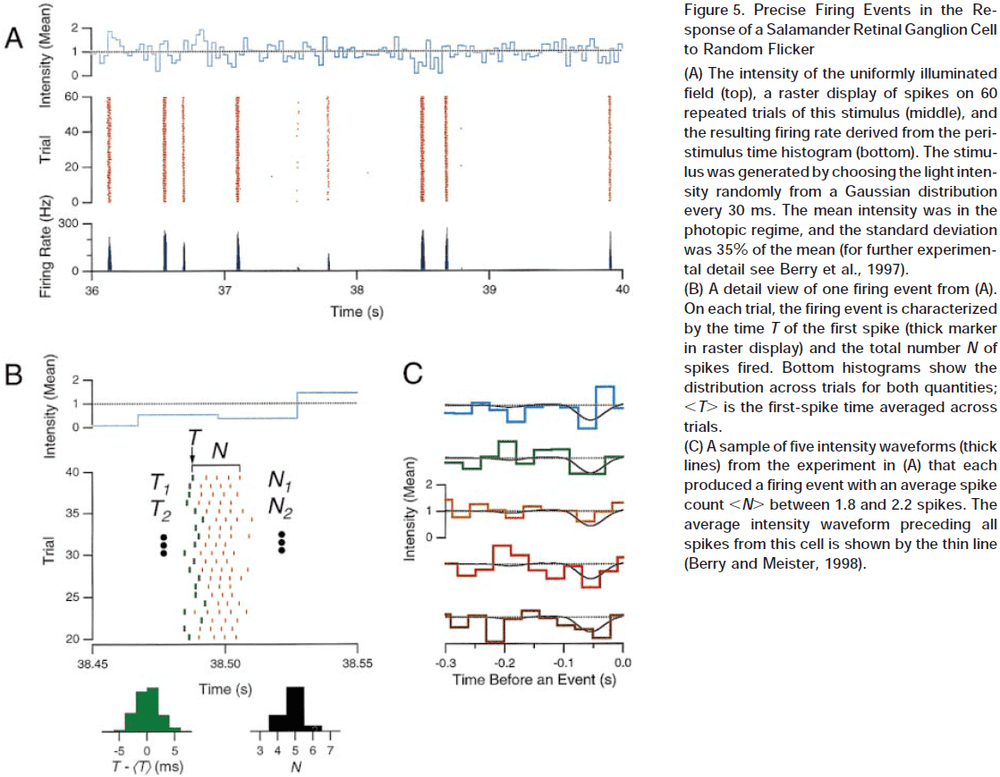 A
Intensity (Mean)
2
1
0
Trial
60
40
20
0
Firing Rate (Hz)
300
0
36 37 38 39 40
Time (s)
B
Intensity (Mean)
2
1
0
T
N
T1
T2
N1
N2
Trial
40
35
30
25
20
38.45 38.50 38.55
Time (s)
-5 0 5
T - ⟨T⟩ (ms)
3 4 5 6 7
N
C
Intensity (Mean)
2
1
0
-0.3 -0.2 -0.1 0.0
Time Before an Event (s)
Figure 5. Precise Firing Events in the Re-
sponse of a Salamander Retinal Ganglion Cell
to Random Flicker
(A) The intensity of the uniformly illuminated
field (top), a raster display of spikes on 60
repeated trials of this stimulus (middle), and
the resulting firing rate derived from the peri-
stimulus time histogram (bottom). The stimu-
lus was generated by choosing the light inten-
sity randomly from a Gaussian distribution
every 30 ms. The mean intensity was in the
photopic regime, and the standard deviation
was 35% of the mean (for further experimen-
tal detail see Berry et al., 1997).
(B) A detail view of one firing event from (A).
On each trial, the firing event is characterized
by the time T of the first spike (thick marker
in raster display) and the total number N of
spikes fired. Bottom histograms show the
distribution across trials for both quantities;
<T> is the first-spike time averaged across
trials.
(C) A sample of five intensity waveforms (thick
lines) from the experiment in (A) that each
produced a firing event with an average spike
count <N> between 1.8 and 2.2 spikes. The
average intensity waveform preceding all
spikes from this cell is shown by the thin line
(Berry and Meister, 1998).